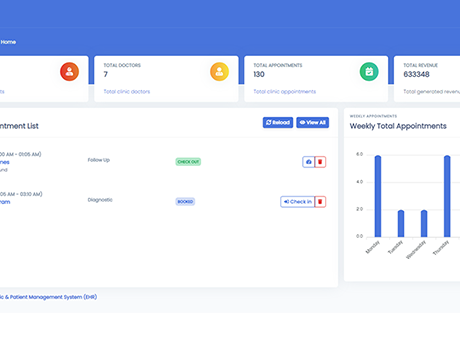 Home
TOTAL DOCTORS
7
Total clinic doctors
TOTAL APPOINTMENTS
130
Total clinic appointments
TOTAL REVENUE
633348
Total generated revenu
ntment List
Reload
View All
00 AM - 01:05 AM)
nes
und
Follow Up
CHECK OUT
:05 AM - 03:10 AM)
ram
Diagnostic
BOOKED
Check In
WEEKLY APPOINTMENTS
Weekly Total Appointments
6.0
4.0
2.0
0.0
Monday
Tuesday
Wednesday
Thursday
ic & Patient Management System (EHR)